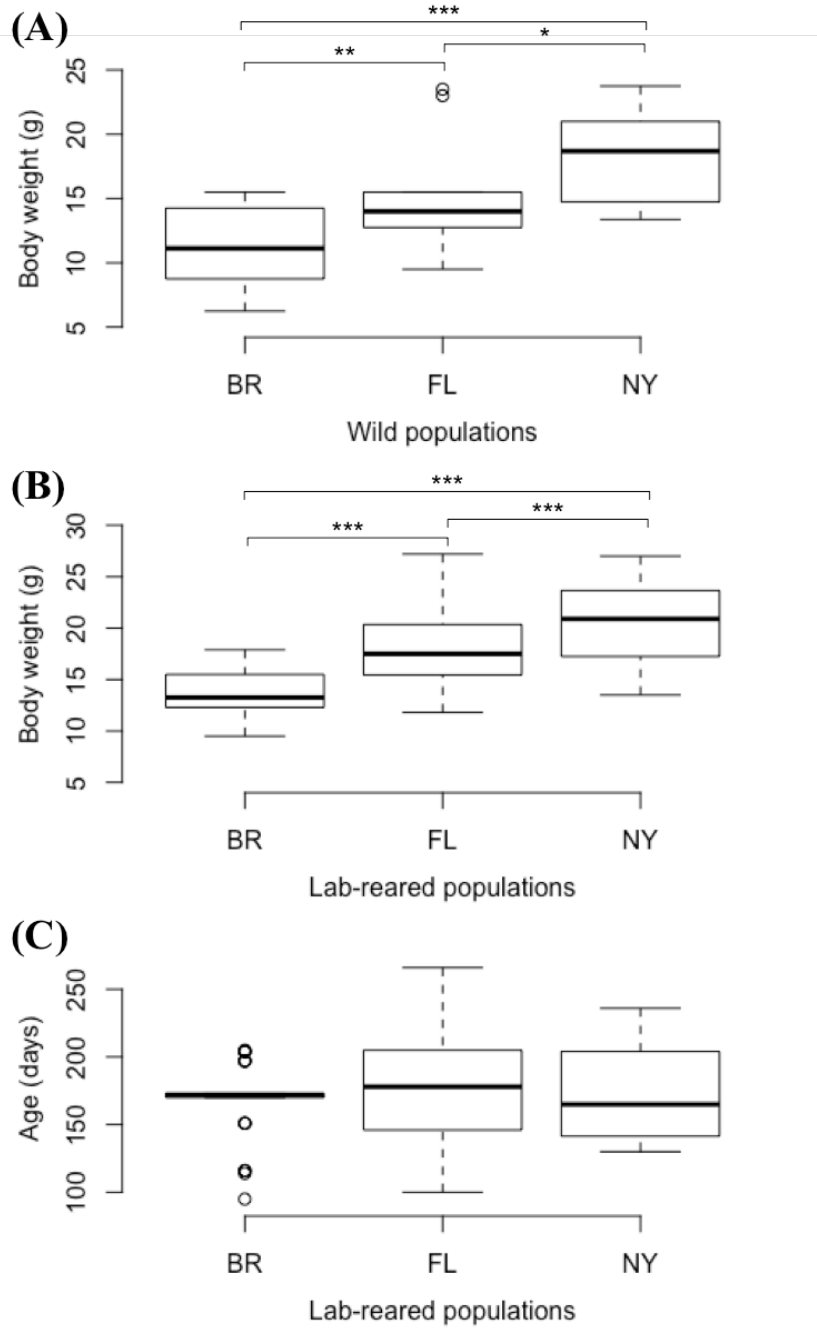 (A)
***
*
**
Body weight (g)
25
20
15
10
5
BR FL NY
Wild populations
(B)
***
***
***
Body weight (g)
30
25
20
15
10
5
BR FL NY
Lab-reared populations
(C)
Age (days)
250
200
150
100
BR FL NY
Lab-reared populations